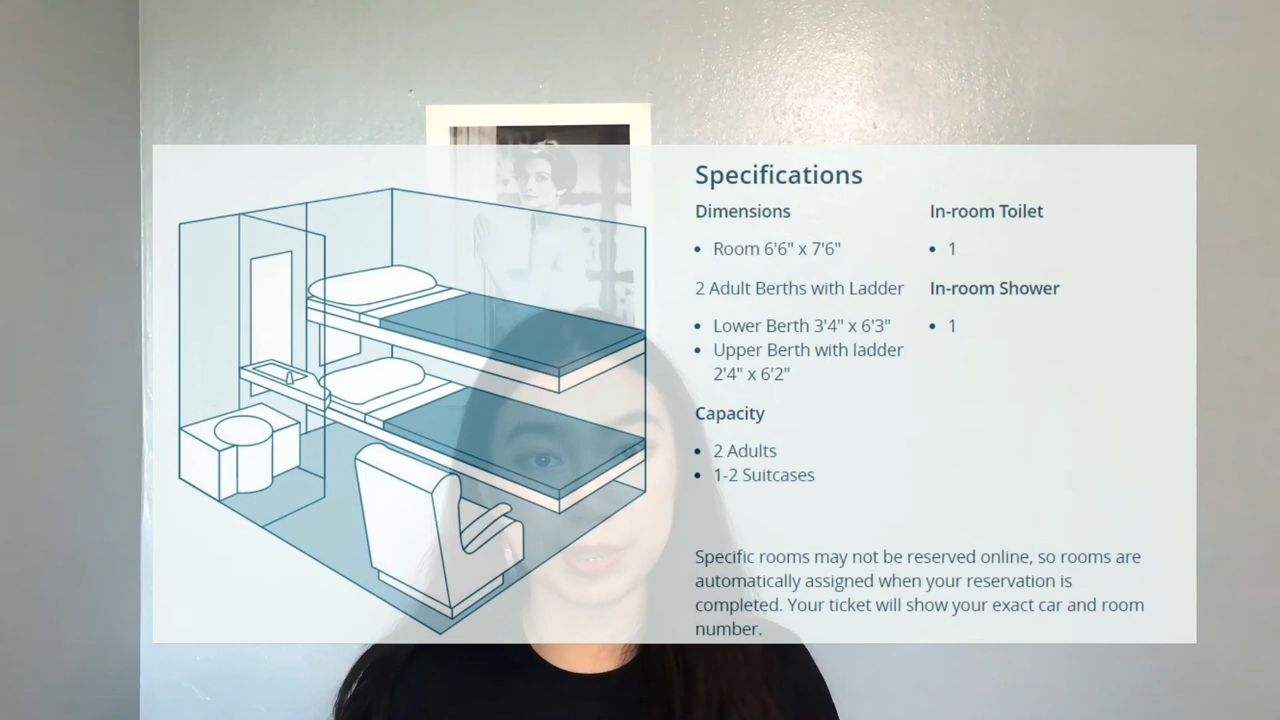 Specifications
Dimensions
Room 6'6" x 7'6"
2 Adult Berths with Ladder
Lower Berth 3'4" x 6'3"
Upper Berth with ladder
2'4" x 6'2"
Capacity
2 Adults
1-2 Suitcases
In-room Toilet
1
In-room Shower
1
Specific rooms may not be reserved online, so rooms are
automatically assigned when your reservation is
completed. Your ticket will show your exact car and room
number.